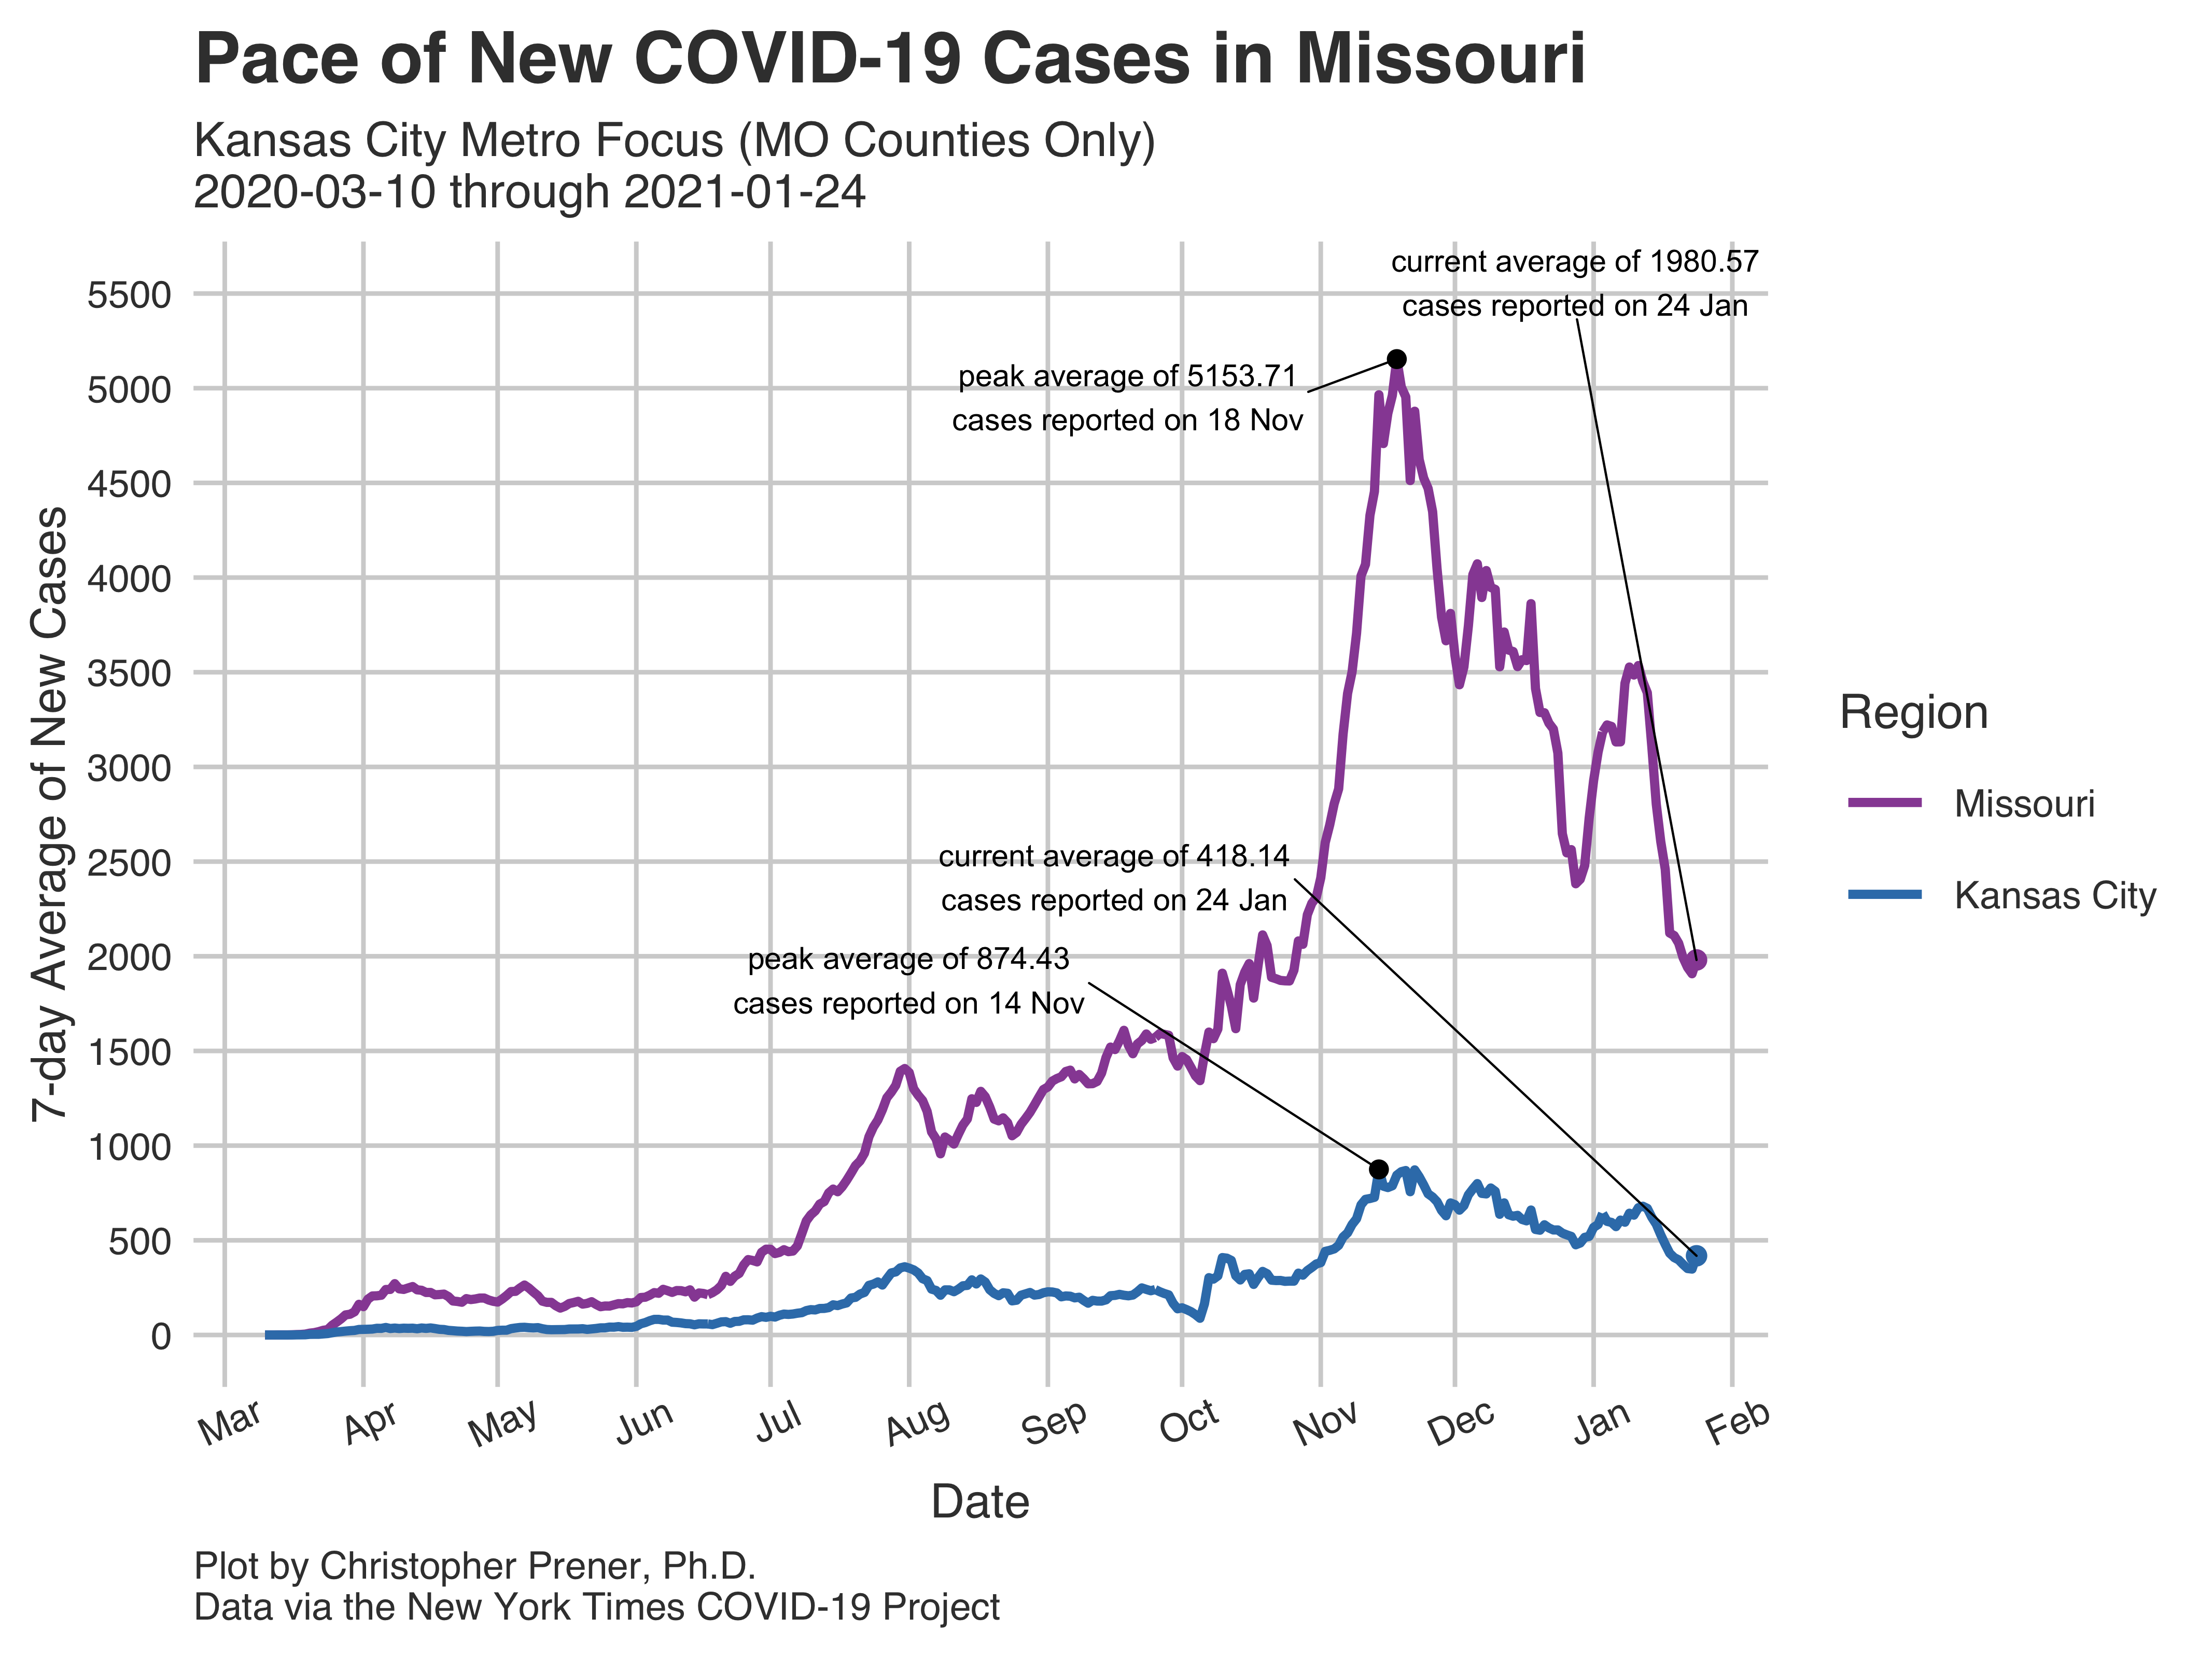 Pace of New COVID-19 Cases in Missouri
Kansas City Metro Focus (MO Counties Only)
2020-03-10 through 2021-01-24
current average of 1980.57
cases reported on 24 Jan
peak average of 5153.71
cases reported on 18 Nov
current average of 418.14
cases reported on 24 Jan
peak average of 874.43
cases reported on 14 Nov
7-day Average of New Cases
5500
5000
4500
4000
3500
3000
2500
2000
1500
1000
500
0
Mar Apr May Jun Jul Aug Sep Oct Nov Dec Jan Feb
Date
Region
Missouri
Kansas City
Plot by Christopher Prener, Ph.D.
Data via the New York Times COVID-19 Project